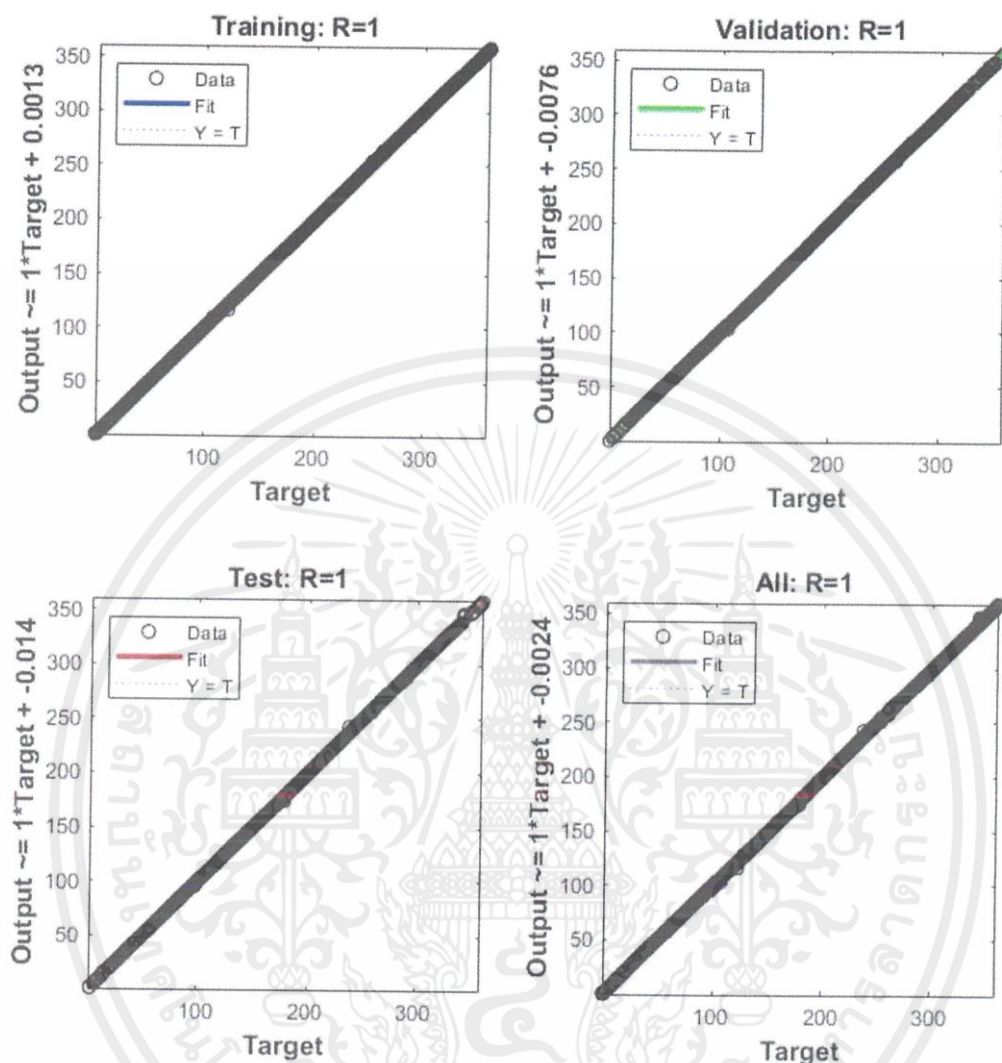 Training: R=1
Output ~= 1*Target + 0.0013
350
300
250
200
150
100
50
Data
Fit
Y = T
100
200
300
Target
Validation: R=1
Output ~= 1*Target + -0.0076
350
300
250
200
150
100
50
Data
Fit
Y = T
100
200
300
Target
Test: R=1
Output ~= 1*Target + -0.014
350
300
250
200
150
100
50
Data
Fit
Y = T
100
200
300
Target
All: R=1
Output ~= 1*Target + -0.0024
350
300
250
200
150
100
50
Data
Fit
Y = T
100
200
300
Target